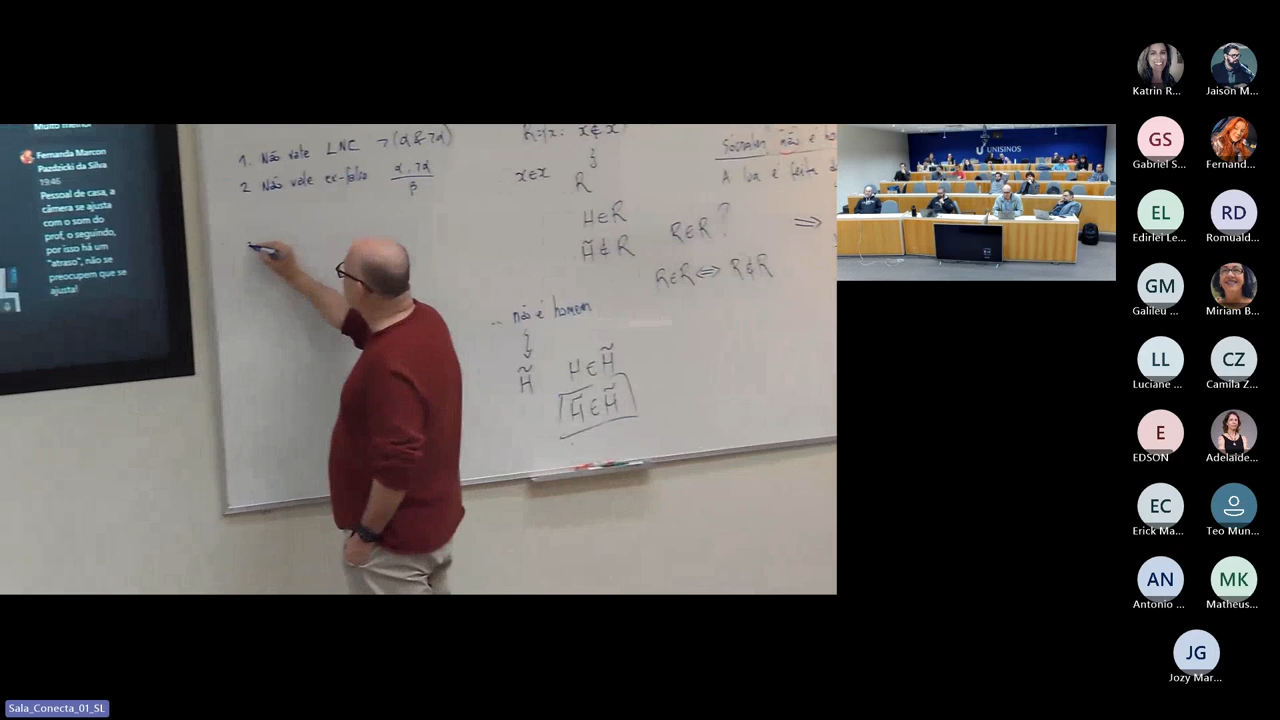 Muito melhor
Fernanda Marcon
Pazdzicki da Silva
19:46
Pessoal de casa, a
câmera se ajusta
com o som do
prof, o seguindo,
por isso há um
"atraso", não se
preocupem que se
ajusta!
1. Não vale LNC ¬(α&¬α)
2 Não vale ex-falso α, ¬α
β
R={x: x∉x}
x∈x
R
H∈R
H̃∉R
R∈R?
R∈R⇔R∉R
⇒
.. não é homem
H̃
H∈H̃
H̃∈H̃
Sócrates não é
A lua é feita
UNISINOS
Katrin R...
Jaison M...
GS
Gabriel S...
Fernand...
EL
Edirlei Le...
RD
Romuald...
GM
Galileu ...
Miriam B...
LL
Luciane ...
CZ
Camila Z...
E
EDSON
Adelaide...
EC
Erick Ma...
Teo Mun...
AN
Antonio ...
MK
Matheus...
JG
Jozy Mar...
Sala_Conecta_01_SL